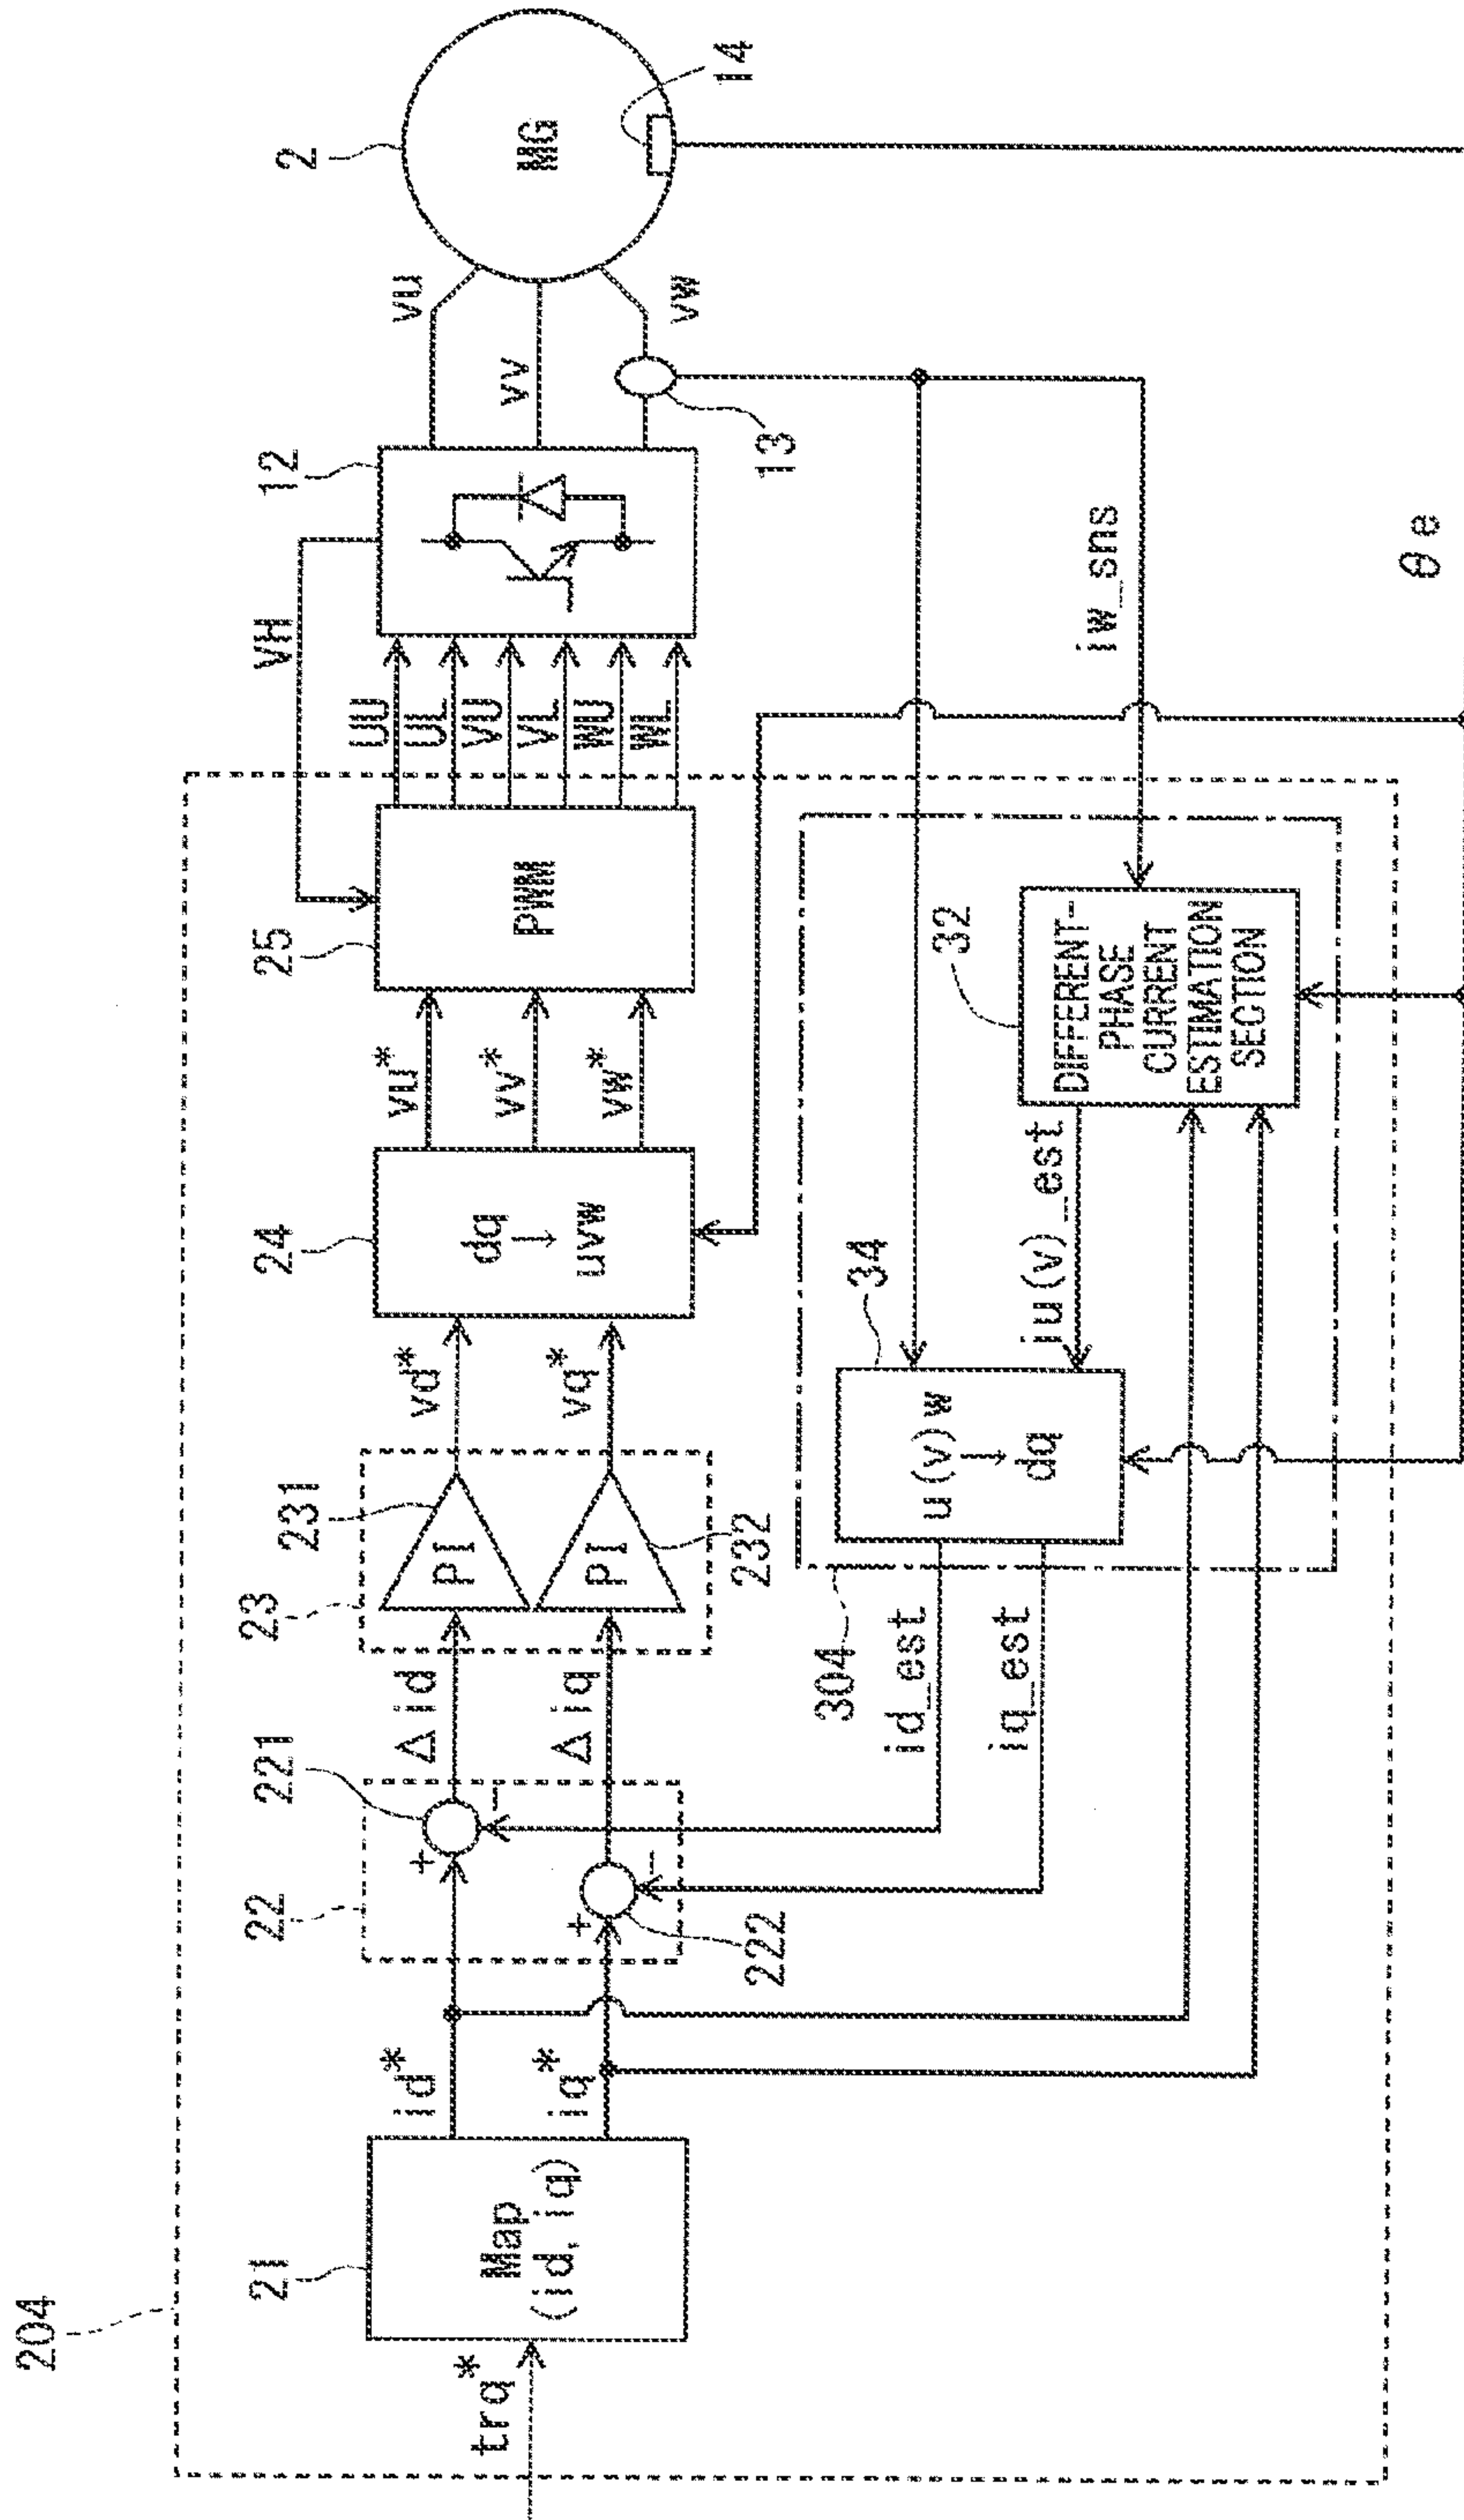 204
trq*
21
Map
(id, iq)
id*
iq*
22
221
+
−
222
+
−
Δid
Δiq
23
231
PI
PI
232
vd*
vq*
24
dq
↓
uvw
vu*
vv*
vw*
25
PWM
VH
UU
UL
VU
VL
WU
WL
12
vu
vv
vw
13
2
MG
14
304
id_est
iq_est
34
u(v)w
↓
dq
iu(v)_est
32
DIFFERENT-
PHASE
CURRENT
ESTIMATION
SECTION
iw_sns
θe